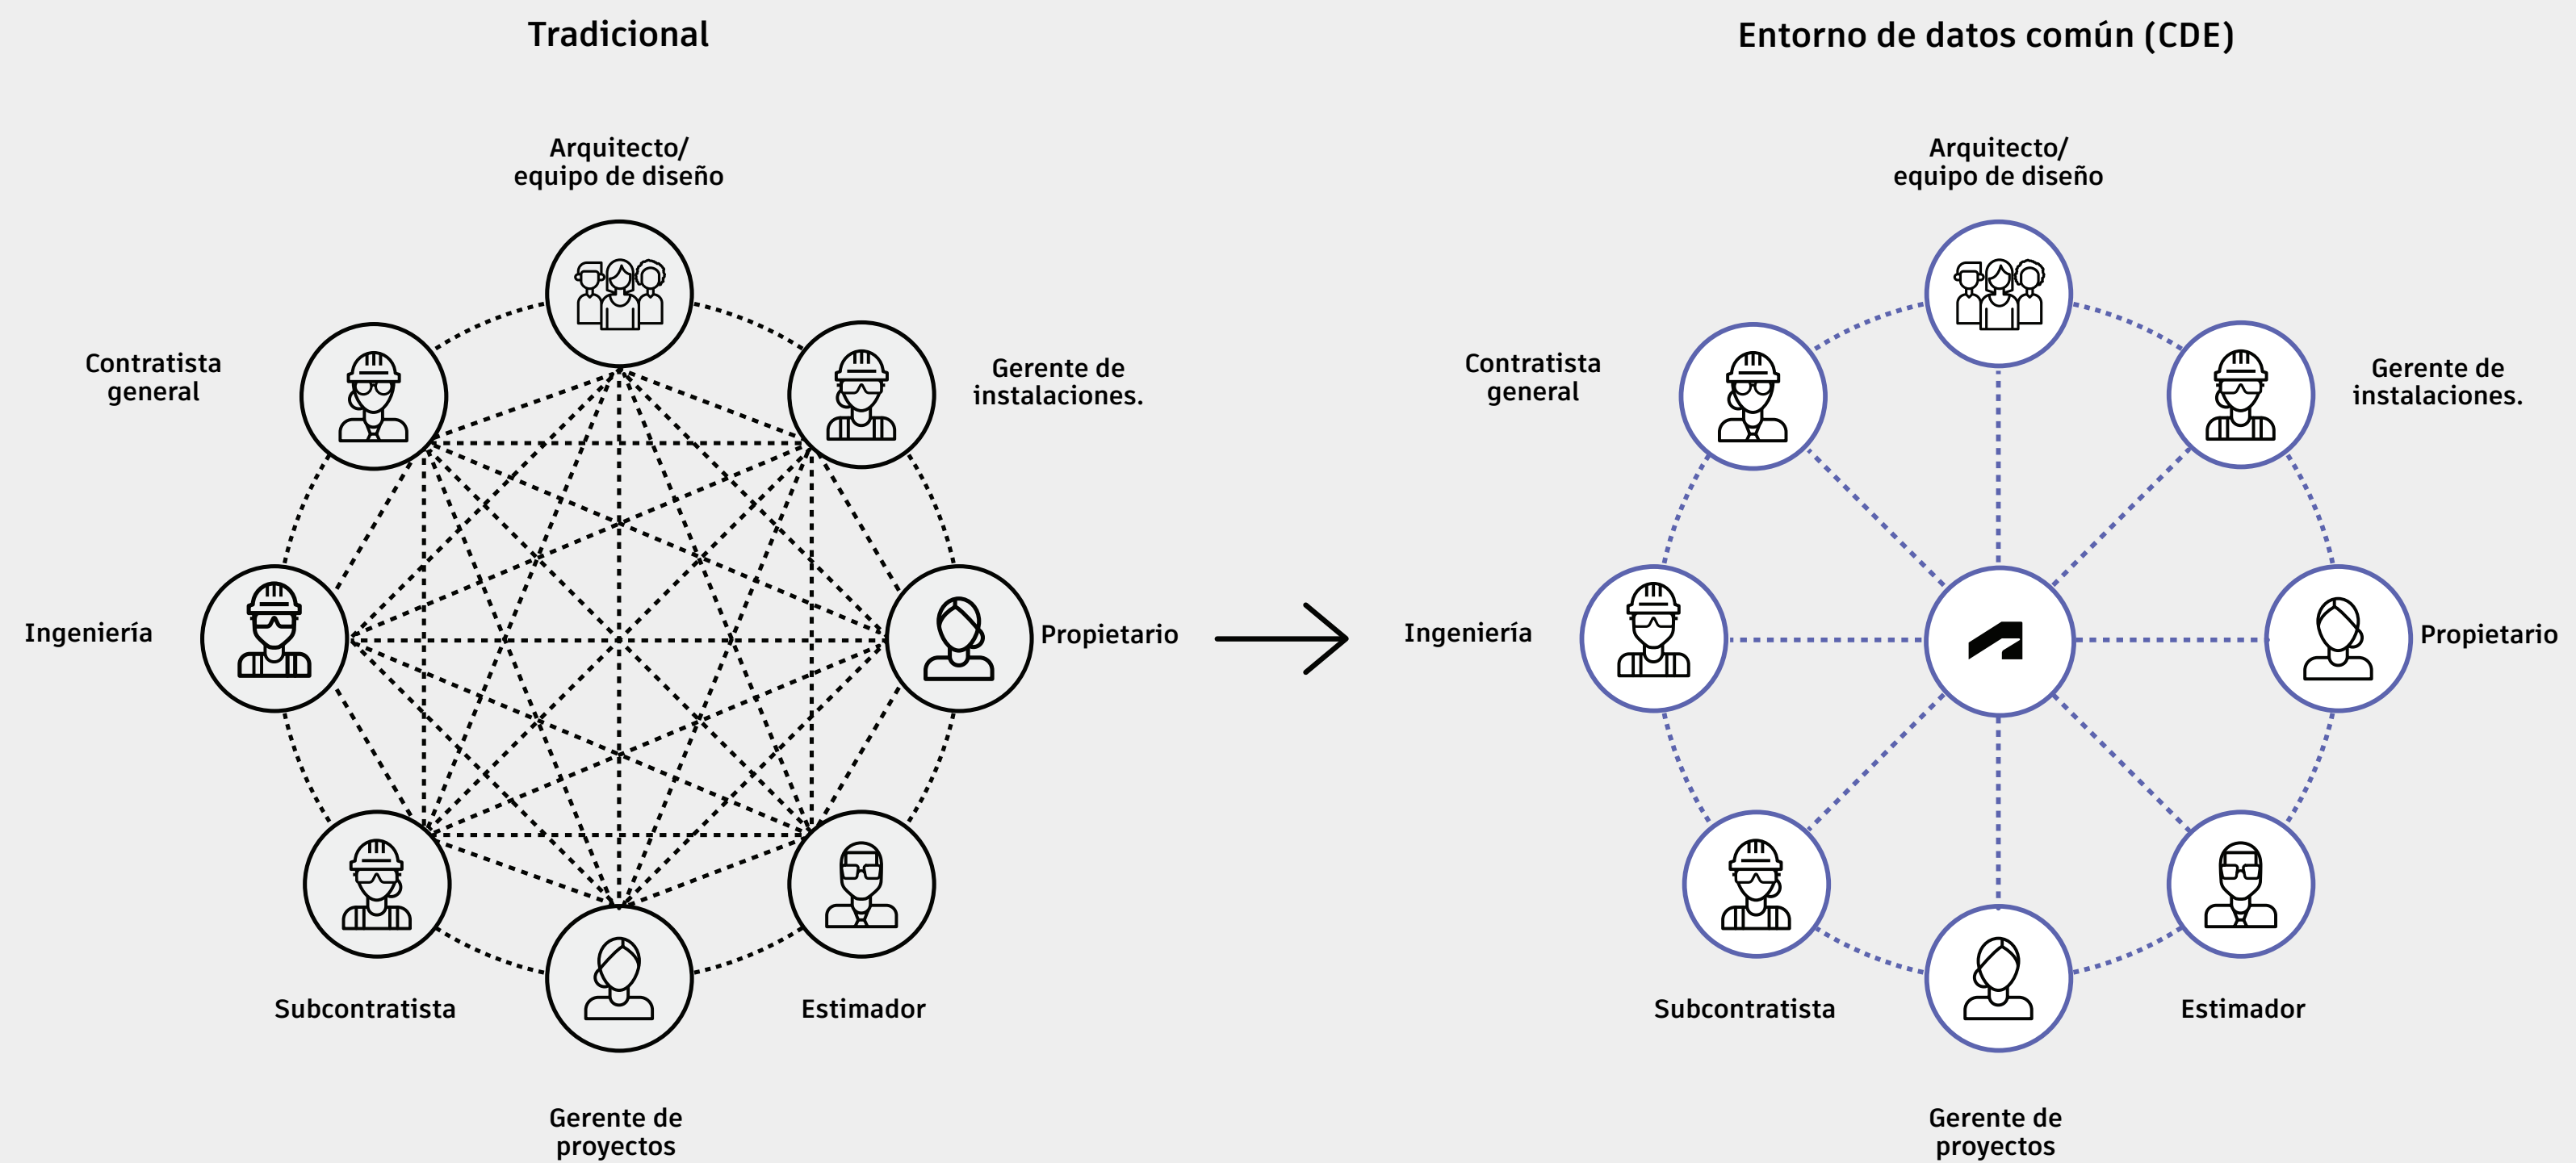 Tradicional
Arquitecto/
equipo de diseño
Contratista
general
Gerente de
instalaciones.
Ingeniería
Propietario
Subcontratista
Estimador
Gerente de
proyectos
Entorno de datos común (CDE)
Arquitecto/
equipo de diseño
Contratista
general
Gerente de
instalaciones.
Ingeniería
Propietario
Subcontratista
Estimador
Gerente de
proyectos